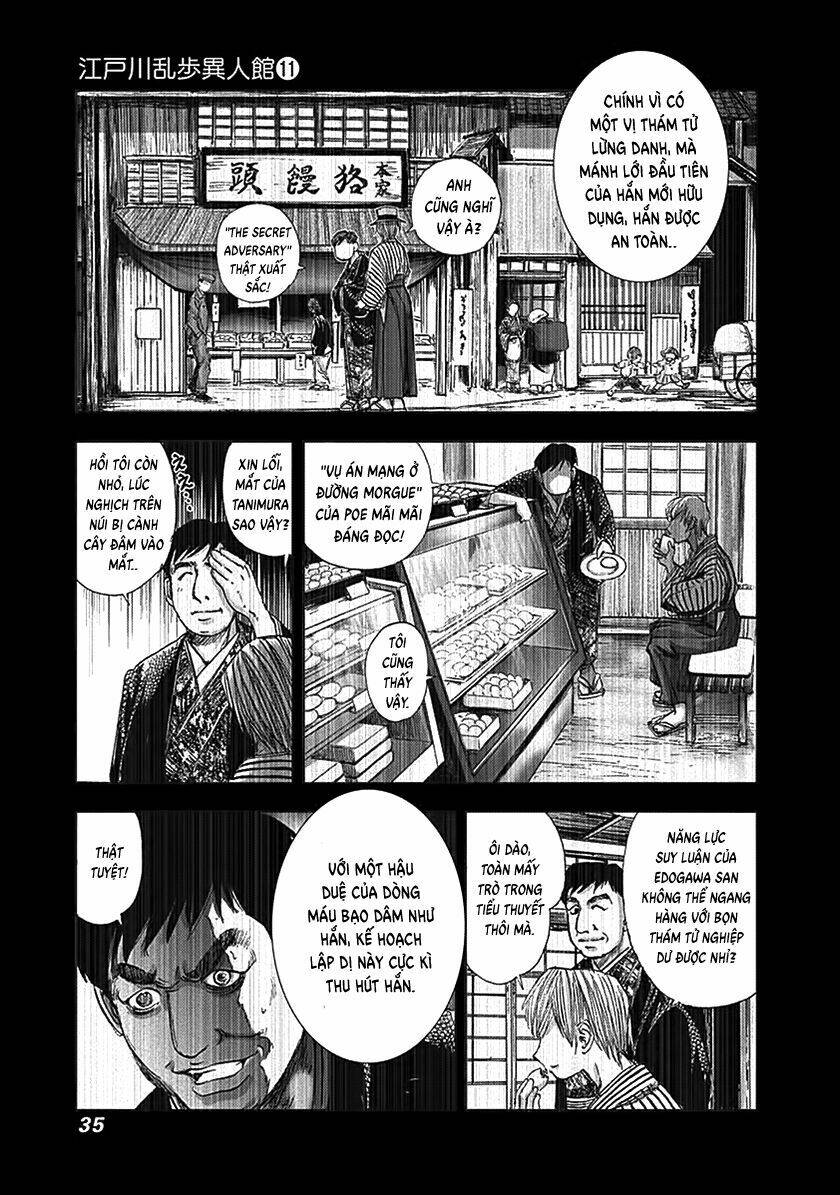 江戸川乱歩異人館⑪
CHÍNH VÌ CÓ
MỘT VỊ THÁM TỬ
LỪNG DANH, MÀ
MÁNH LỚI ĐẦU TIÊN
CỦA HẮN MỚI HỮU
DỤNG, HẮN ĐƯỢC
AN TOÀN..
本家
頭饅狢
ANH
CŨNG NGHĨ
VẬY À?
"THE SECRET
ADVERSARY"
THẬT XUẤT
SẮC!
"VỤ ÁN MẠNG Ở
ĐƯỜNG MORGUE"
CỦA POE MÃI MÃI
ĐÁNG ĐỌC!
TÔI
CŨNG THẤY
VẬY.
XIN LỖI,
MẮT CỦA
TANIMURA
SAO VẬY?
ええ…
HỒI TÔI CÒN
NHỎ, LÚC
NGHỊCH TRÊN
NÚI BỊ CÀNH
CÂY ĐÂM VÀO
MẮT..
NĂNG LỰC
SUY LUẬN CỦA
EDOGAWA SAN
KHÔNG THỂ NGANG
HÀNG VỚI BỌN
THÁM TỬ NGHIỆP
DƯ ĐƯỢC NHỈ?
ÔI DÀO,
TOÀN MẤY
TRÒ TRONG
TIỂU THUYẾT
THÔI MÀ.
VỚI MỘT HẬU
DUỆ CỦA DÒNG
MÁU BẠO DÂM NHƯ
HẮN, KẾ HOẠCH
LẬP DỊ NÀY CỰC KÌ
THU HÚT HẮN.
THẬT
TUYỆT!
35